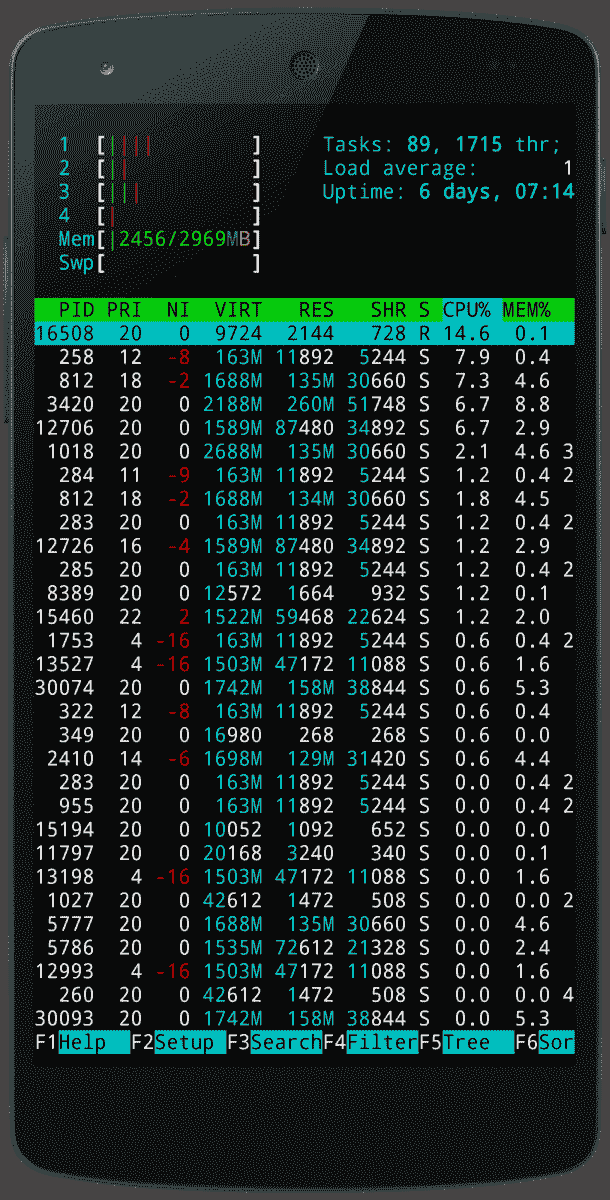 1 [|||| ] Tasks: 89, 1715 thr;
2 [|| ] Load average: 1
3 [||| ] Uptime: 6 days, 07:14
4 [| ]
Mem[|2456/2969MB]
Swp[ ]
PID PRI NI VIRT RES SHR S CPU% MEM%
16508 20 0 9724 2144 728 R 14.6 0.1
258 12 -8 163M 11892 5244 S 7.9 0.4
812 18 -2 1688M 135M 30660 S 7.3 4.6
3420 20 0 2188M 260M 51748 S 6.7 8.8
12706 20 0 1589M 87480 34892 S 6.7 2.9
1018 20 0 2688M 135M 30660 S 2.1 4.6 3
284 11 -9 163M 11892 5244 S 1.2 0.4 2
812 18 -2 1688M 134M 30660 S 1.8 4.5
283 20 0 163M 11892 5244 S 1.2 0.4 2
12726 16 -4 1589M 87480 34892 S 1.2 2.9
285 20 0 163M 11892 5244 S 1.2 0.4 2
8389 20 0 12572 1664 932 S 1.2 0.1
15460 22 2 1522M 59468 22624 S 1.2 2.0
1753 4 -16 163M 11892 5244 S 0.6 0.4 2
13527 4 -16 1503M 47172 11088 S 0.6 1.6
30074 20 0 1742M 158M 38844 S 0.6 5.3
322 12 -8 163M 11892 5244 S 0.6 0.4
349 20 0 16980 268 268 S 0.6 0.0
2410 14 -6 1698M 129M 31420 S 0.6 4.4
283 20 0 163M 11892 5244 S 0.0 0.4 2
955 20 0 163M 11892 5244 S 0.0 0.4 2
15194 20 0 10052 1092 652 S 0.0 0.0
11797 20 0 20168 3240 340 S 0.0 0.1
13198 4 -16 1503M 47172 11088 S 0.0 1.6
1027 20 0 42612 1472 508 S 0.0 0.0 2
5777 20 0 1688M 135M 30660 S 0.0 4.6
5786 20 0 1535M 72612 21328 S 0.0 2.4
12993 4 -16 1503M 47172 11088 S 0.0 1.6
260 20 0 42612 1472 508 S 0.0 0.0 4
30093 20 0 1742M 158M 38844 S 0.0 5.3
F1Help F2Setup F3SearchF4FilterF5Tree F6Sor